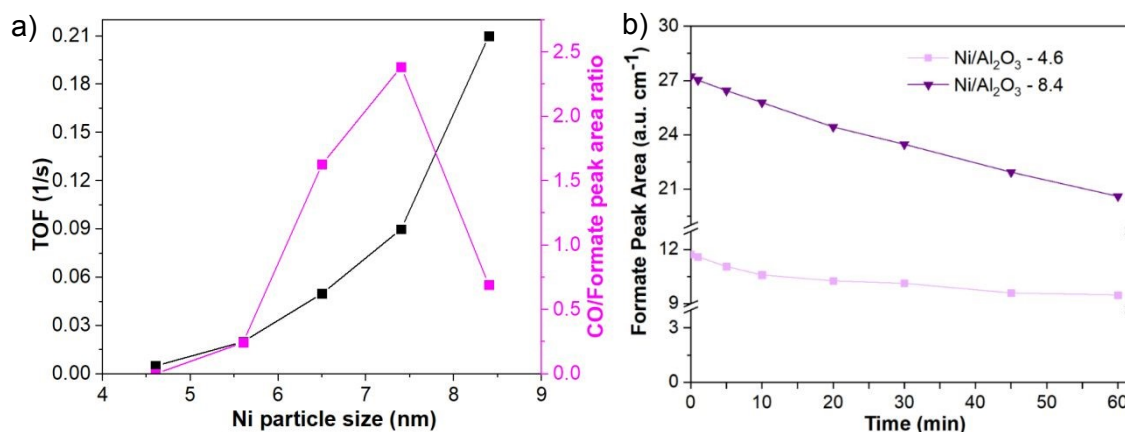 a)
TOF (1/s)
0.21
0.18
0.15
0.12
0.09
0.06
0.03
0.00
4 5 6 7 8 9
Ni particle size (nm)
2.5
2.0
1.5
1.0
0.5
0.0
CO/Formate peak area ratio
b)
Formate Peak Area (a.u. cm⁻¹)
30
27
24
21
12
9
3
0
Ni/Al₂O₃ - 4.6
Ni/Al₂O₃ - 8.4
0 10 20 30 40 50 60
Time (min)